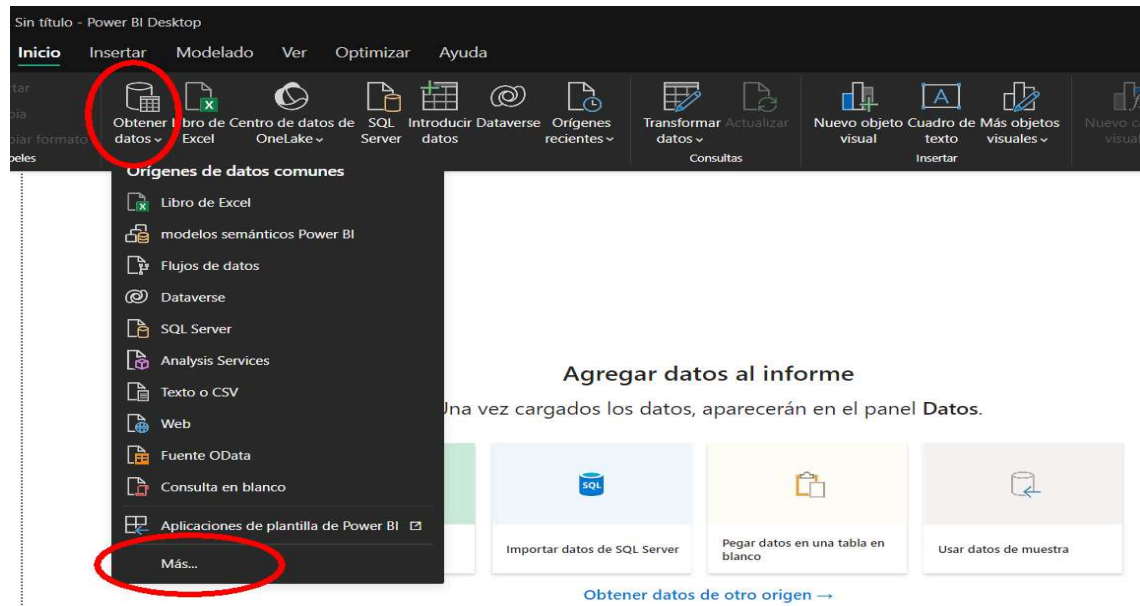 Sin título - Power BI Desktop
Inicio Insertar Modelado Ver Optimizar Ayuda
Obtener datos
Libro de Excel
Centro de datos de OneLake
SQL Server
Introducir datos
Dataverse
Orígenes recientes
Transformar datos
Actualizar
Nuevo objeto visual
Cuadro de texto
Más objetos visuales
Consultas
Insertar
Orígenes de datos comunes
Libro de Excel
modelos semánticos Power BI
Flujos de datos
Dataverse
SQL Server
Analysis Services
Texto o CSV
Web
Fuente OData
Consulta en blanco
Aplicaciones de plantilla de Power BI
Más...
Agregar datos al informe
Una vez cargados los datos, aparecerán en el panel Datos.
Importar datos de SQL Server
Pegar datos en una tabla en
blanco
Usar datos de muestra
Obtener datos de otro origen →